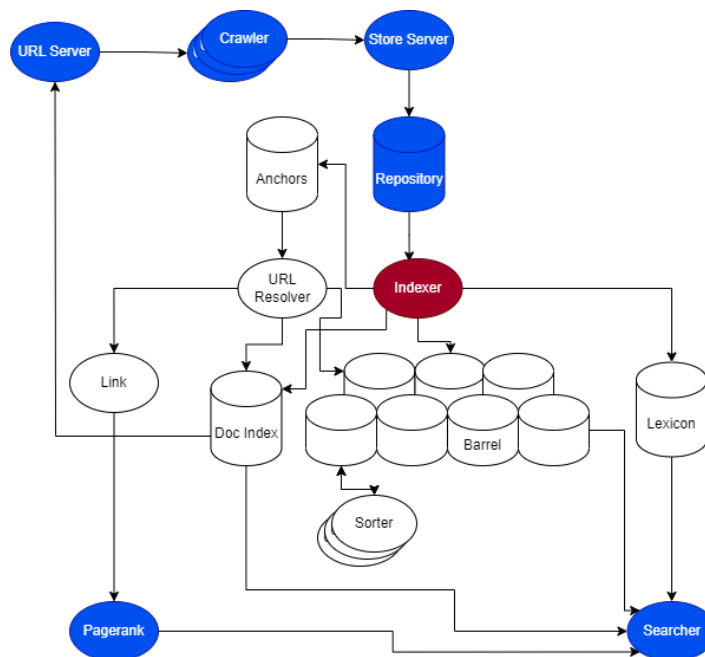 URL Server
Crawler
Store Server
Anchors
Repository
URL
Resolver
Indexer
Link
Doc Index
Barrel
Lexicon
Sorter
Pagerank
Searcher